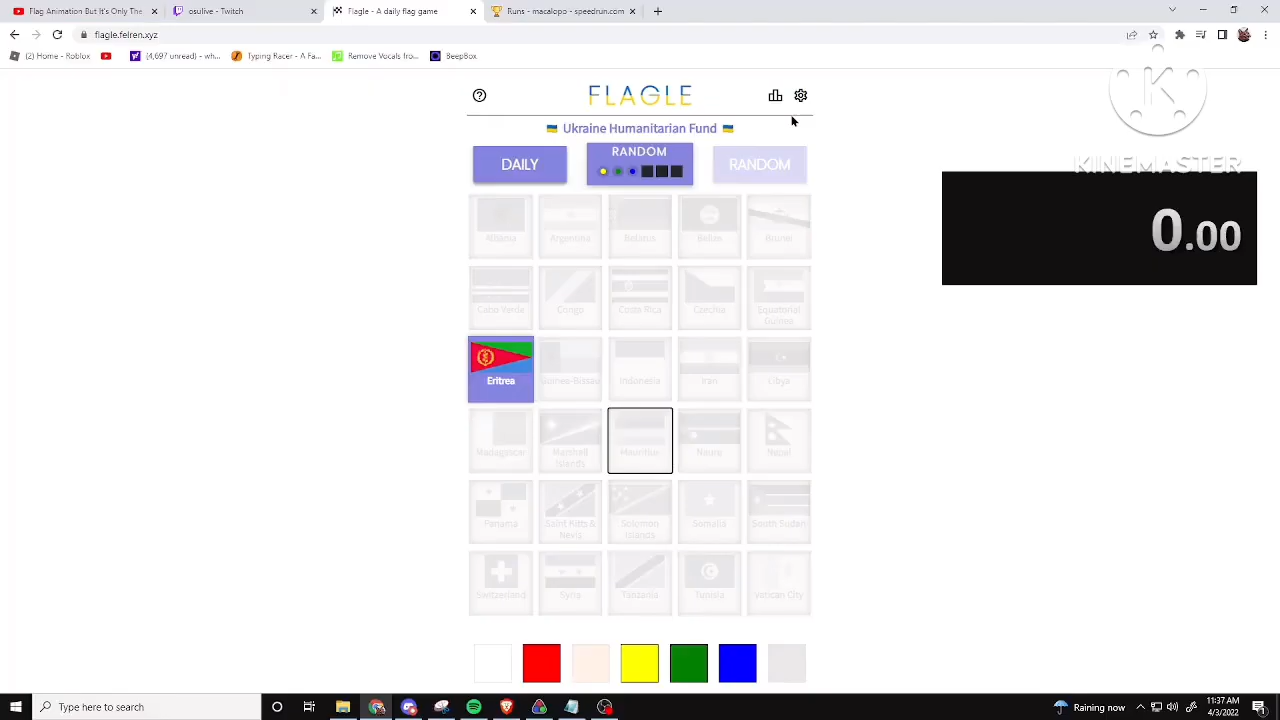 Flag Animation But It's Only The
osulive - Twitch
Flagle - A daily flag game
Runs - macalopo - speedrun.com
flagle.felren.xyz
(2) Home - Roblox
(4,697 unread) - wh...
Typing Racer - A Fa...
Remove Vocals from...
BeepBox
FLAGLE
Ukraine Humanitarian Fund
DAILY
RANDOM
RANDOM
KINEMASTER
0.00
Albania
Argentina
Belarus
Belize
Brunei
Cabo Verde
Congo
Costa Rica
Czechia
Equatorial Guinea
Eritrea
Guinea-Bissau
Indonesia
Iran
Libya
Madagascar
Marshall Islands
Mauritius
Nauru
Nepal
Panama
Saint Kitts & Nevis
Solomon Islands
Somalia
South Sudan
Switzerland
Syria
Tanzania
Tunisia
Vatican City
Type here to search
Raining now
11:37 AM
4/3/2022